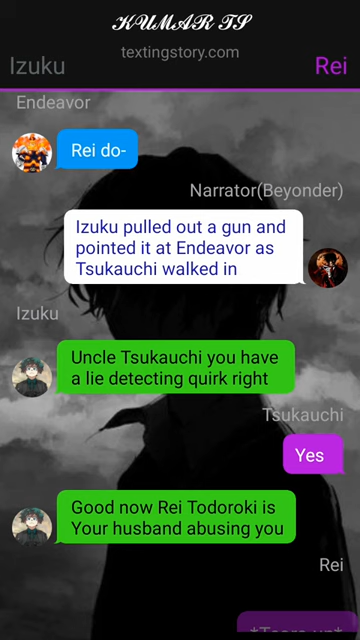 KUMAR TS
textingstory.com
Izuku
Rei
Endeavor
Rei do-
Narrator(Beyonder)
Izuku pulled out a gun and
pointed it at Endeavor as
Tsukauchi walked in
Izuku
Uncle Tsukauchi you have
a lie detecting quirk right
Tsukauchi
Yes
Good now Rei Todoroki is
Your husband abusing you
Rei
*Tears up*